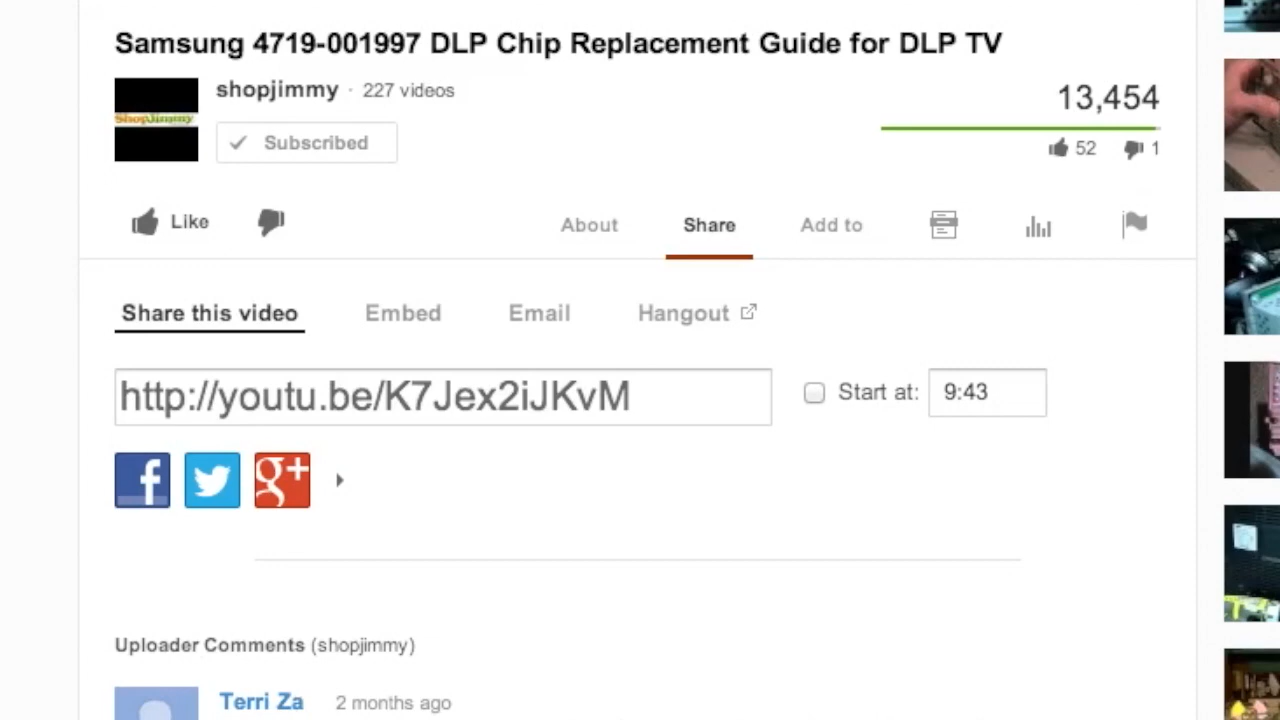 Samsung 4719-001997 DLP Chip Replacement Guide for DLP TV
shopjimmy · 227 videos
ShopJimmy
Subscribed
13,454
52 1
Like
About Share Add to
Share this video Embed Email Hangout
http://youtu.be/K7Jex2iJKvM
Start at: 9:43
Uploader Comments (shopjimmy)
Terri Za 2 months ago